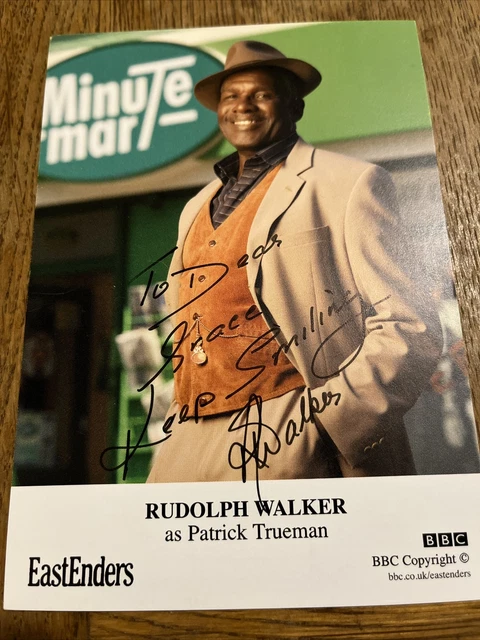 Minute
mart
To Dear
Grace
Keep Smiling
RWalker
RUDOLPH WALKER
as Patrick Trueman
EastEnders
BBC
BBC Copyright ©
bbc.co.uk/eastenders